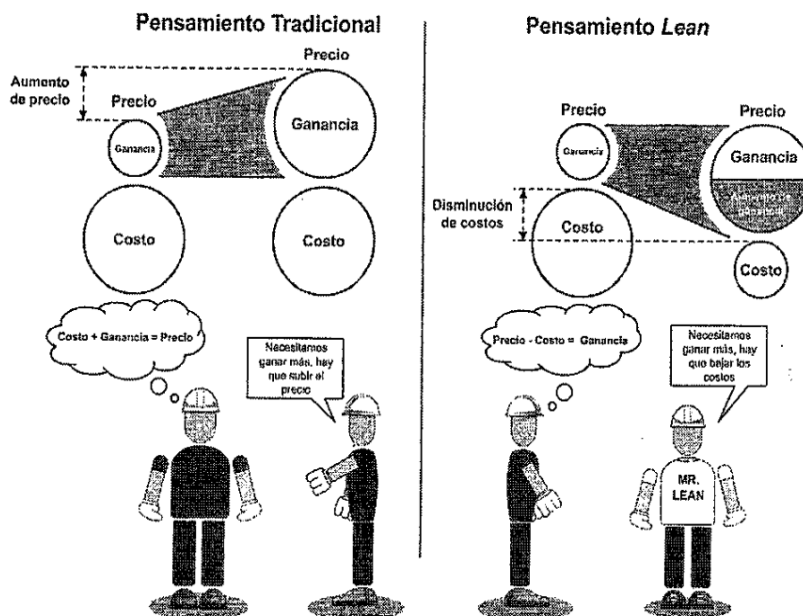 Pensamiento Tradicional
Precio
Aumento
de precio
Precio
Ganancia
Ganancia
Costo
Costo
Costo + Ganancia = Precio
Necesitamos
ganar más, hay
que subir el
precio
Pensamiento Lean
Precio
Precio
Ganancia
Ganancia
Disminución
de costos
Costo
Costo
Precio - Costo = Ganancia
Necesitamos
ganar más, hay
que bajar los
costos
MR.
LEAN